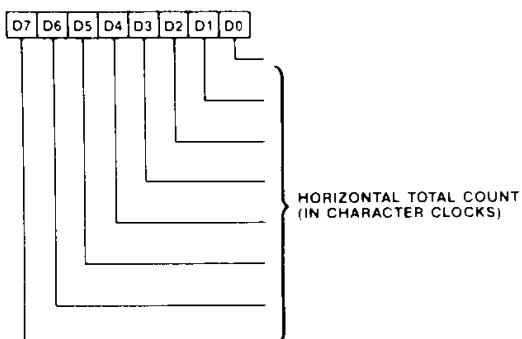 D7 D6 D5 D4 D3 D2 D1 D0
HORIZONTAL TOTAL COUNT
(IN CHARACTER CLOCKS)